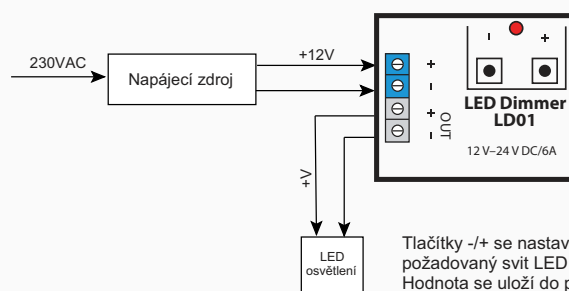 230VAC
Napájecí zdroj
+12V
+
-
+
-
OUT
- +
LED Dimmer
LD01
12 V–24 V DC/6A
+V
LED
osvětlení
Tlačítky -/+ se nastav
požadovaný svit LED
Hodnota se uloží do p